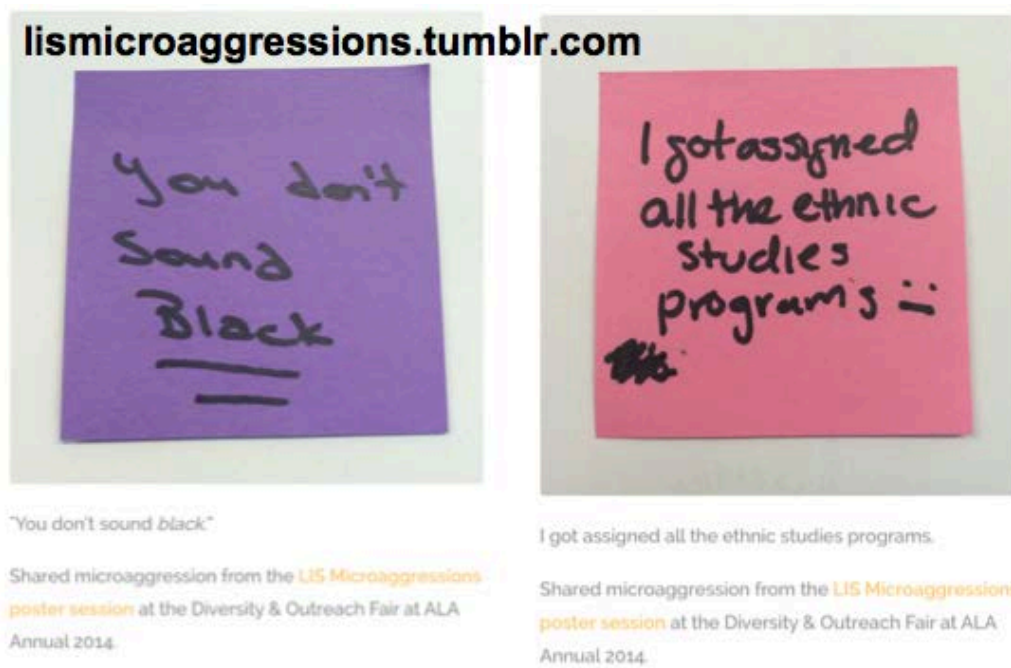 lismicroaggressions.tumblr.com
You don't
Sound
Black
I got assigned
all the ethnic
studies
programs :-
"You don't sound black"
Shared microaggression from the LIS Microaggressions
poster session at the Diversity & Outreach Fair at ALA
Annual 2014.
I got assigned all the ethnic studies programs.
Shared microaggression from the LIS Microaggression
poster session at the Diversity & Outreach Fair at ALA
Annual 2014.